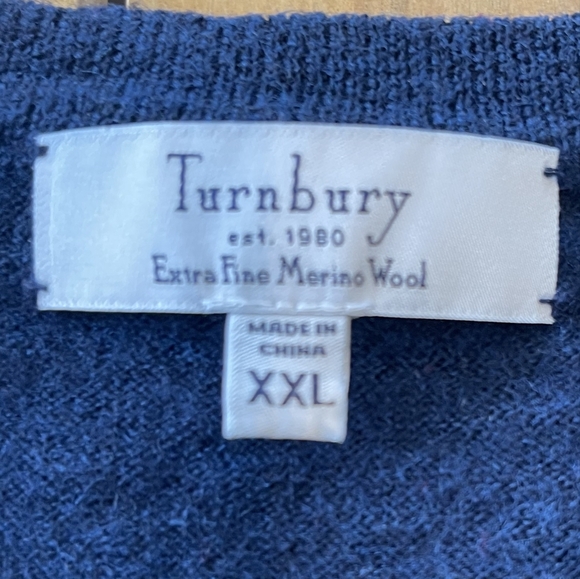 Turnbury
est. 1980
Extra Fine Merino Wool
MADE IN
CHINA
XXL